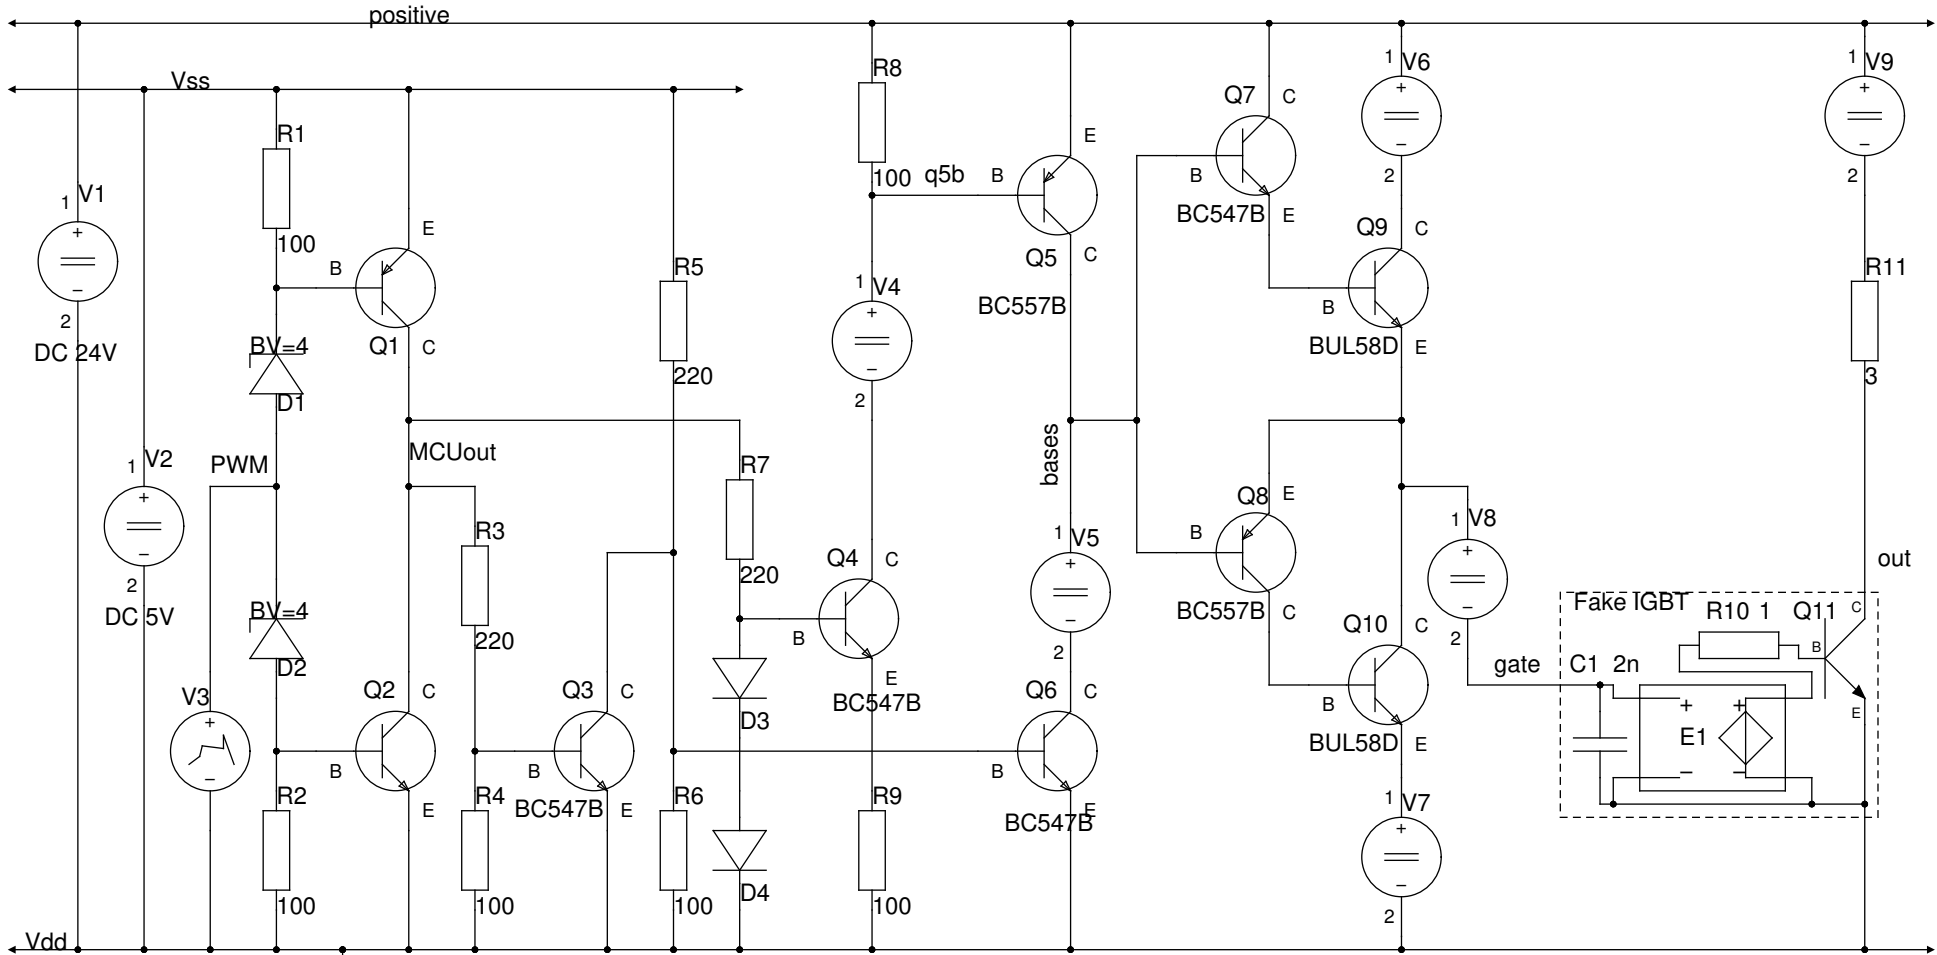 positive
Vss
R8
1 V6
1 V9
Q7 C
+
+
R1
E
100 q5b B
B
2
2
1 V1
BC547B E
+
100
E
Q9 C
B
Q5 C
R5
R11
1 V4
BC557B
B
2
DC 24V
BV=4
Q1 C
+
BUL58D E
220
3
D1
2
MCUout
bases
1 V2
PWM
R7
+
Q8 E
1 V8
R3
1 V5
B
+
Q4 C
+
out
2
220
DC 5V
BV=4
BC557B C
Fake IGBT
R10 1 Q11 C
220
B
Q10 C
2
B
D2
2
gate C1 2n
V3
Q2 C
Q3 C
E
BC547B
Q6 C
B
+
D3
BUL58D E
+ +
E1
E
B
B
B
R2
E
R4
BC547B E
R6
R9
E
BC547B
1 V7
+
100
100
100
D4
100
2
Vdd